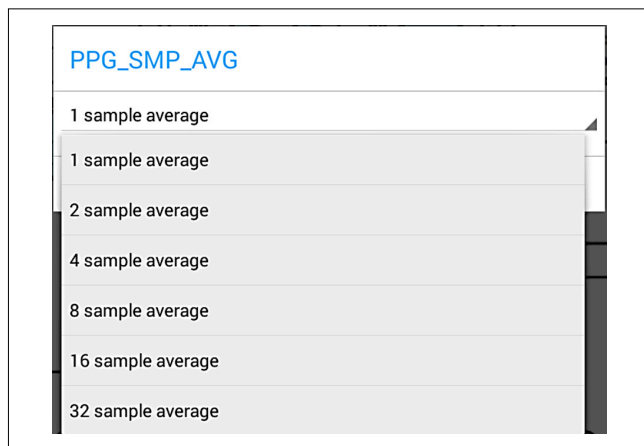 PPG_SMP_AVG
1 sample average
1 sample average
2 sample average
4 sample average
8 sample average
16 sample average
32 sample average